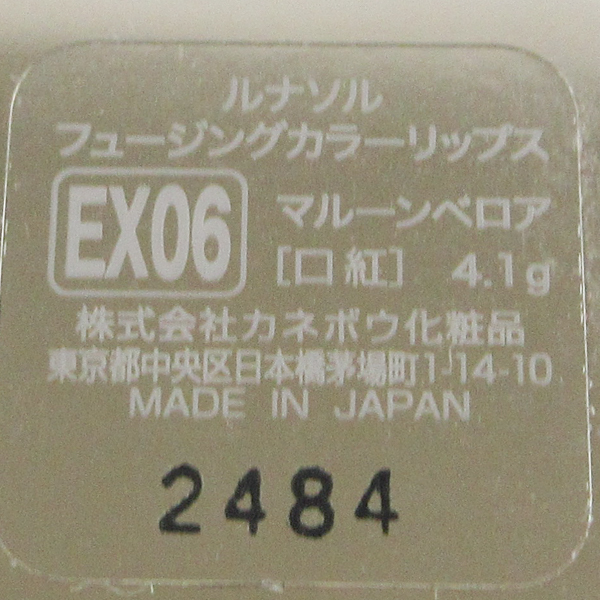 ルナソル
フュージングカラーリップス
EX06 マルーンベロア
[口紅] 4.1g
株式会社カネボウ化粧品
東京都中央区日本橋茅場町1-14-10
MADE IN JAPAN
2484